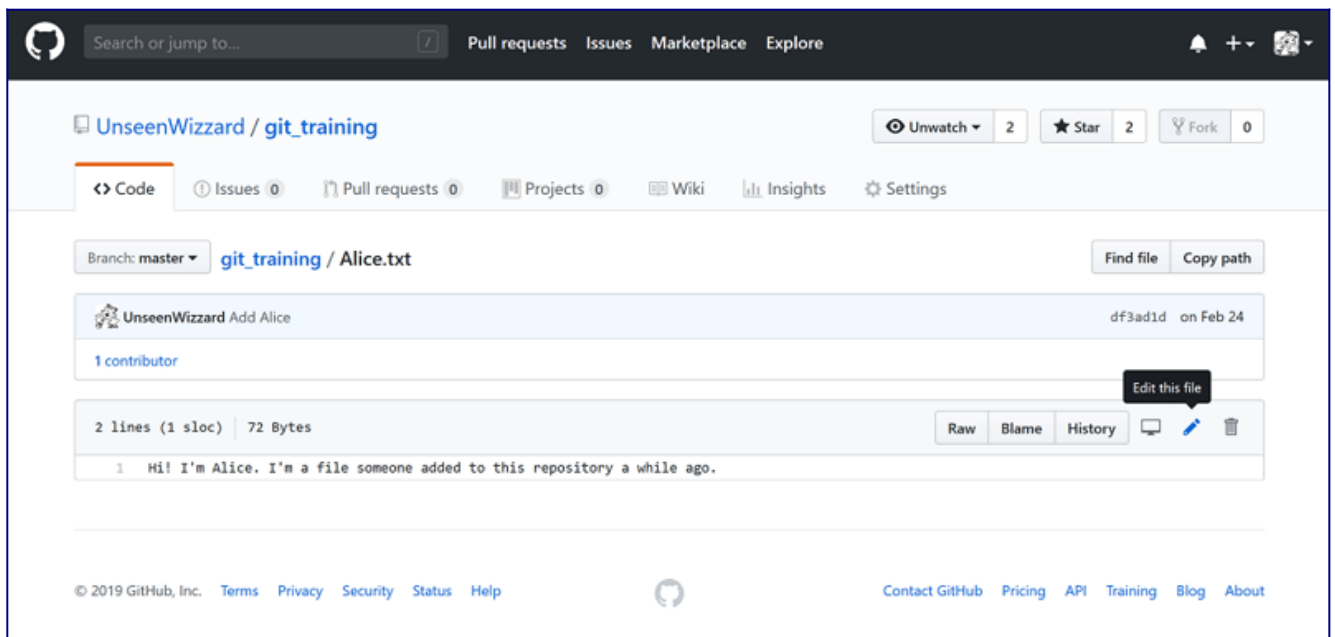 Search or jump to... / Pull requests Issues Marketplace Explore
UnseenWizzard / git_training Unwatch 2 Star 2 Fork 0
<> Code Issues 0 Pull requests 0 Projects 0 Wiki Insights Settings
Branch: master git_training / Alice.txt Find file Copy path
UnseenWizzard Add Alice df3ad1d on Feb 24
1 contributor
Edit this file
2 lines (1 sloc) 72 Bytes Raw Blame History
1 Hi! I'm Alice. I'm a file someone added to this repository a while ago.
© 2019 GitHub, Inc. Terms Privacy Security Status Help Contact GitHub Pricing API Training Blog About